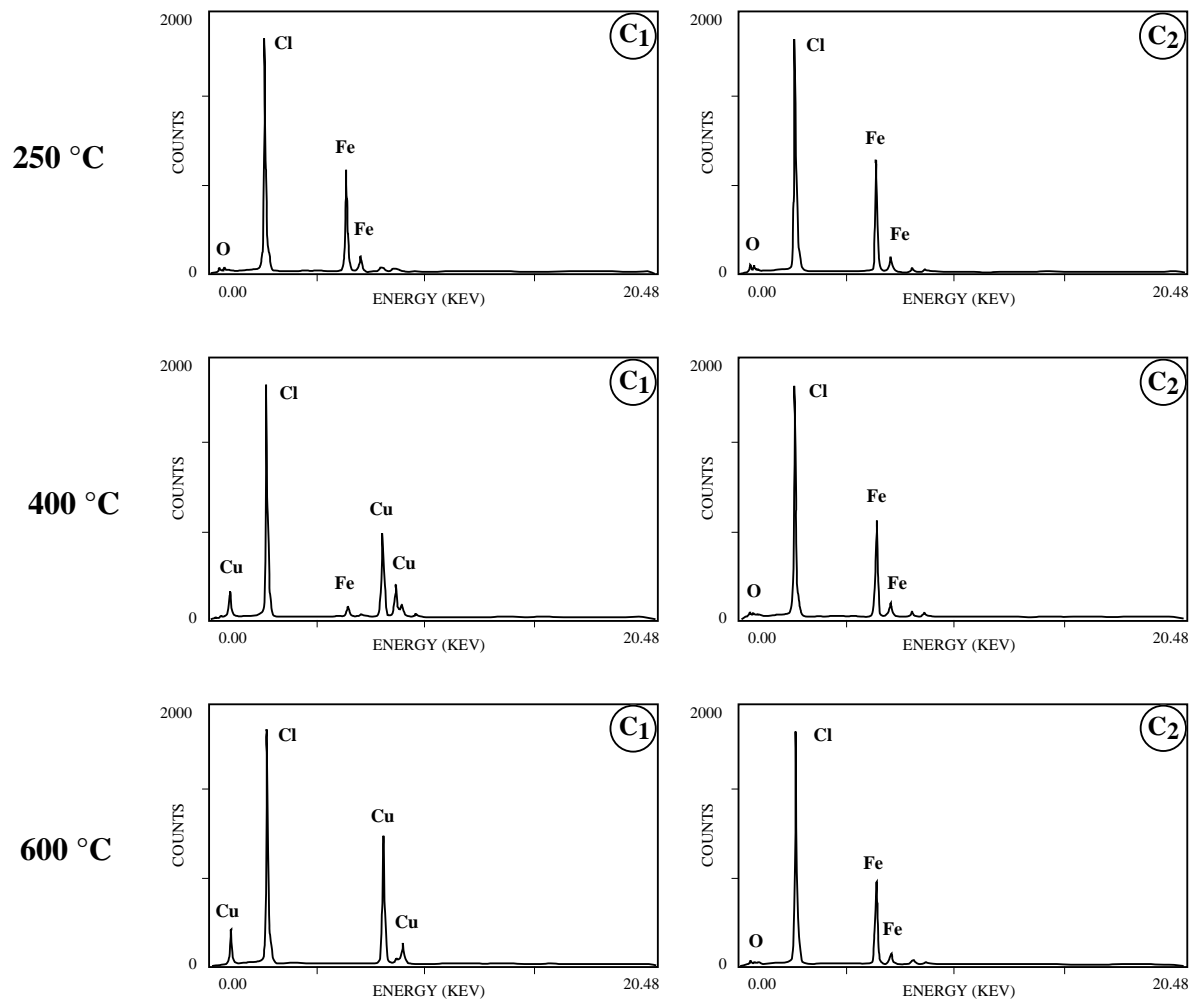 2000
C1
Cl
COUNTS
Fe
Fe
O
0
0.00
ENERGY (KEV)
20.48
2000
C2
Cl
COUNTS
Fe
Fe
O
0
0.00
ENERGY (KEV)
20.48
250 °C
2000
C1
Cl
COUNTS
Cu
Cu
Cu
Fe
0
0.00
ENERGY (KEV)
20.48
2000
C2
Cl
COUNTS
Fe
Fe
O
0
0.00
ENERGY (KEV)
20.48
400 °C
2000
C1
Cl
COUNTS
Cu
Cu
Cu
0
0.00
ENERGY (KEV)
20.48
2000
C2
Cl
COUNTS
Fe
Fe
O
0
0.00
ENERGY (KEV)
20.48
600 °C